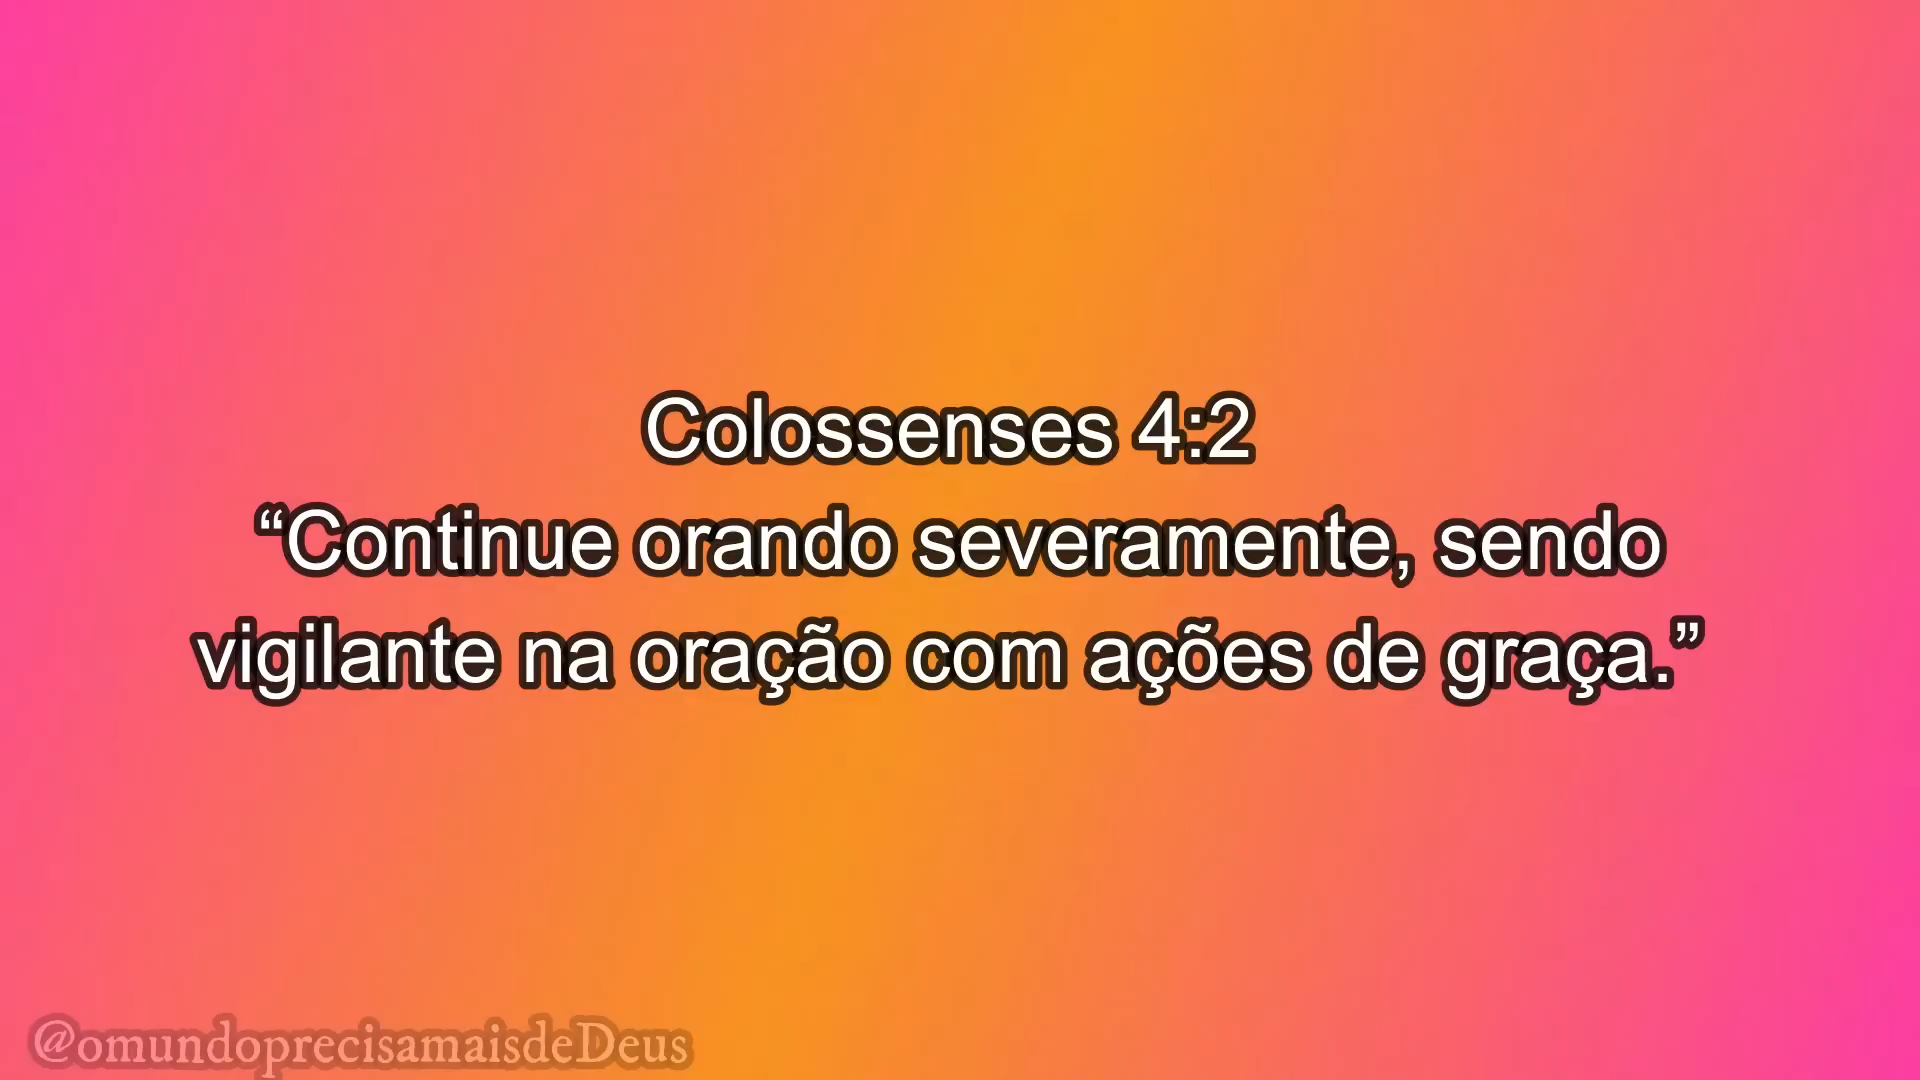 Colossenses 4:2
“Continue orando severamente, sendo
vigilante na oração com ações de graça.”
@omundoprecisamaisdeDeus